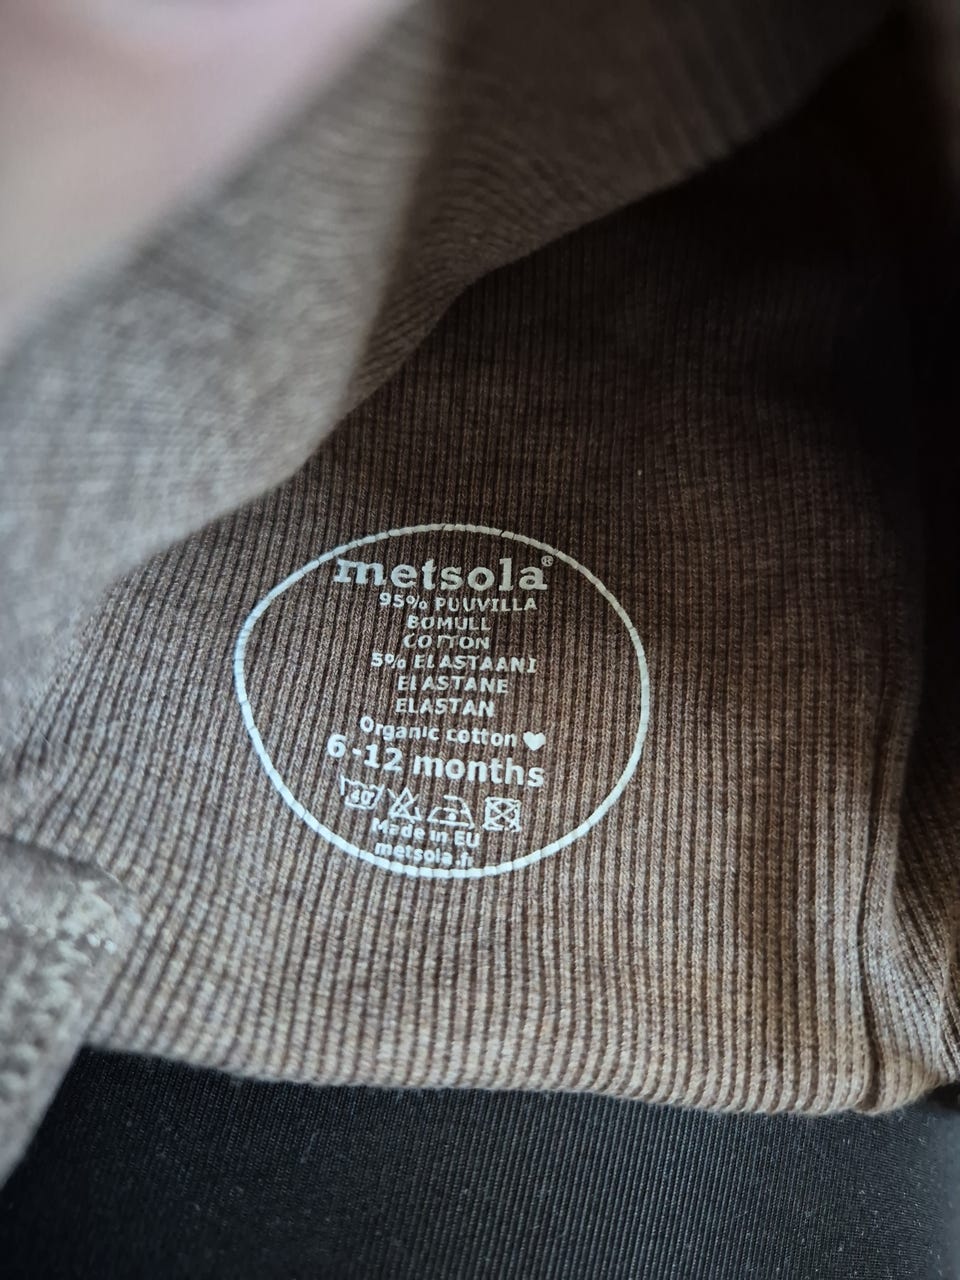 metsola®
95% PUUVILLA
BOMULL
COTTON
5% ELASTAANI
ELASTANE
ELASTAN
Organic cotton ♥
6-12 months
40
Made in EU
metsola.fi